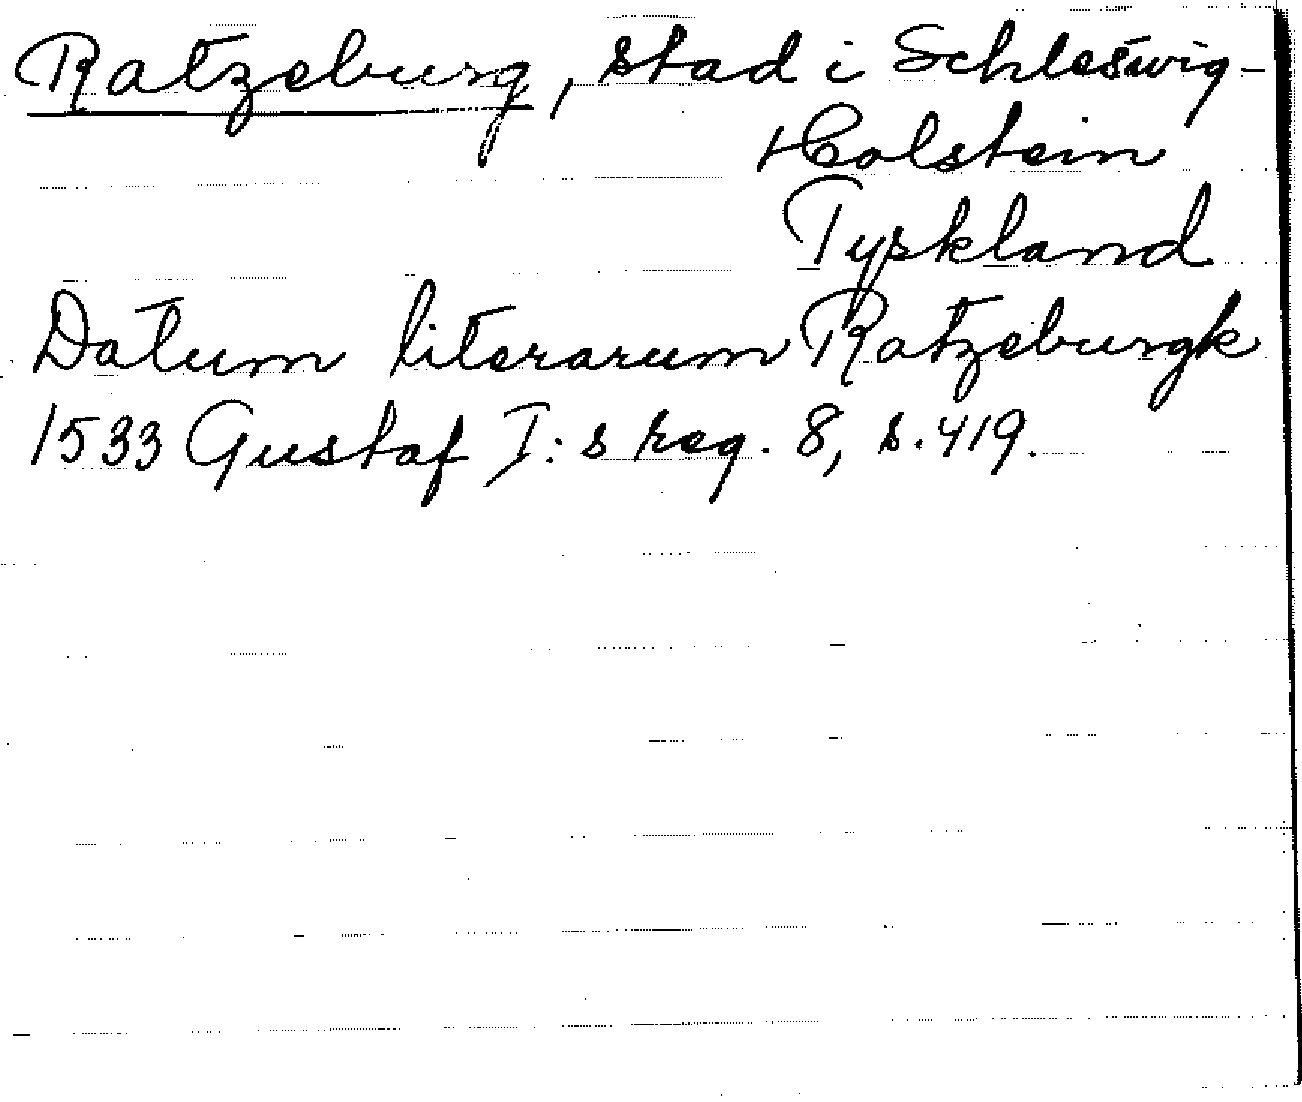 Ratzeburg, stad i Schleswig-
Holstein
Tyskland
Datum literarum Ratzeburgk
1533 Gustaf I:s reg. 8, s. 419.